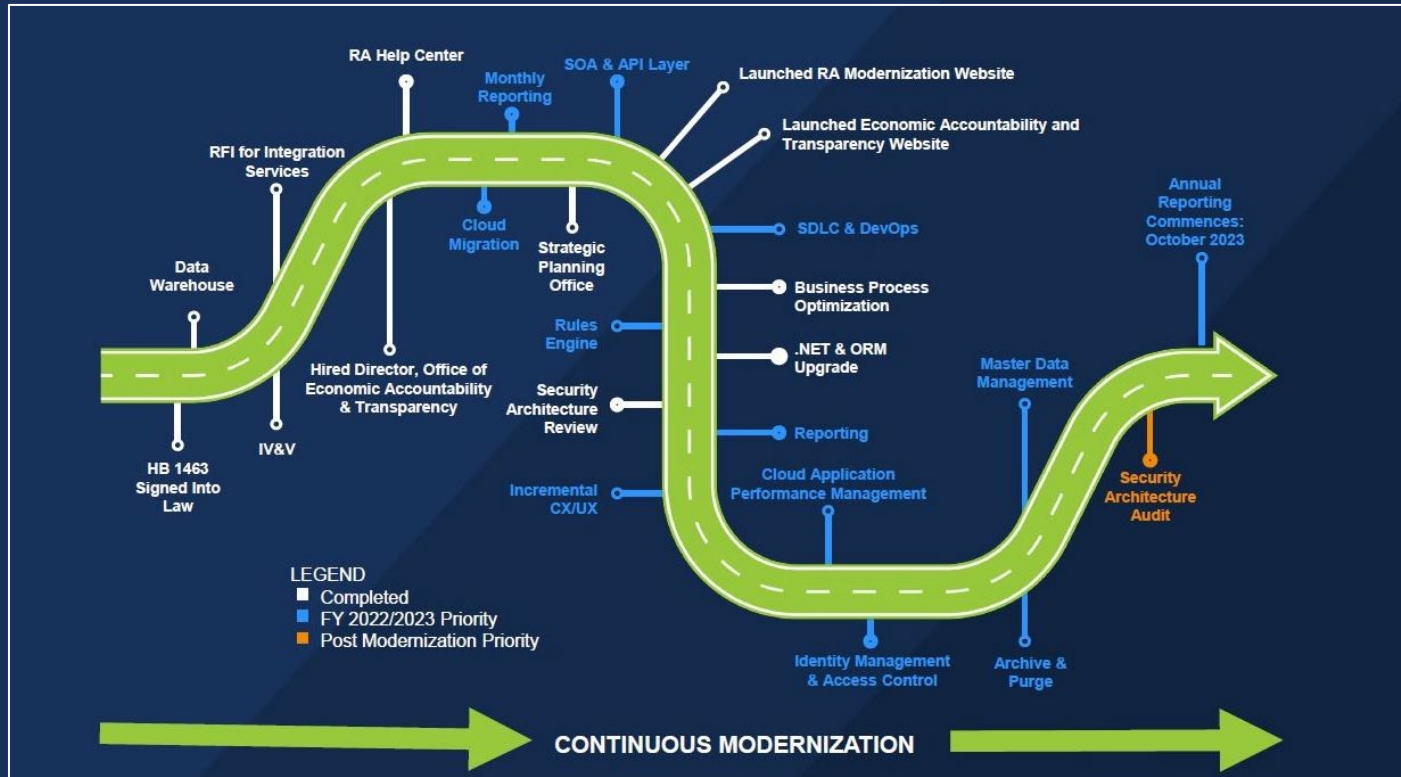 RA Help Center
Monthly
Reporting
SOA & API Layer
Launched RA Modernization Website
Launched Economic Accountability and
Transparency Website
RFI for Integration
Services
Data
Warehouse
Cloud
Migration
Strategic
Planning
Office
SDLC & DevOps
Annual
Reporting
Commences:
October 2023
Business Process
Optimization
Rules
Engine
.NET & ORM
Upgrade
Hired Director, Office of
Economic Accountability
& Transparency
Security
Architecture
Review
Master Data
Management
HB 1463
Signed Into
Law
IV&V
Reporting
Incremental
CX/UX
Cloud Application
Performance Management
Security
Architecture
Audit
LEGEND
Completed
FY 2022/2023 Priority
Post Modernization Priority
Identity Management
& Access Control
Archive &
Purge
CONTINUOUS MODERNIZATION